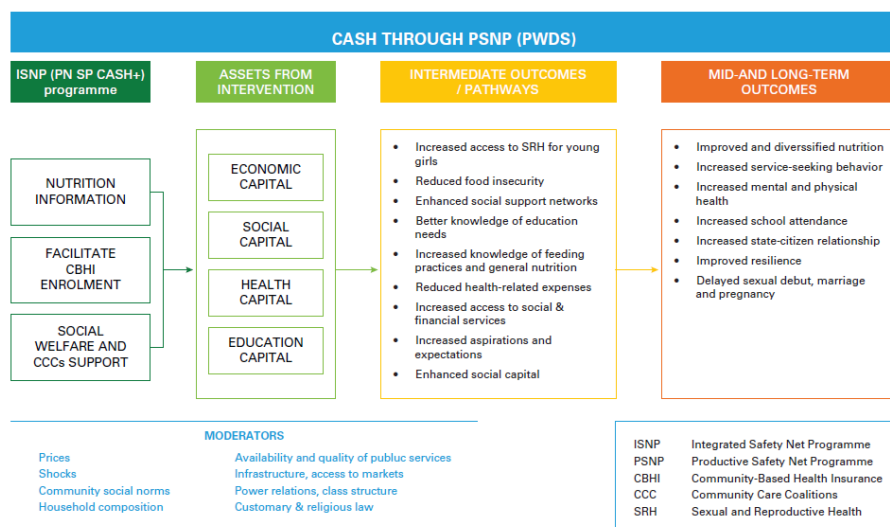 CASH THROUGH PSNP (PWDS)
ISNP (PN SP CASH+)
programme
ASSETS FROM
INTERVENTION
INTERMEDIATE OUTCOMES
/ PATHWAYS
MID-AND LONG-TERM
OUTCOMES
NUTRITION
INFORMATION
FACILITATE
CBHI
ENROLMENT
SOCIAL
WELFARE AND
CCCs SUPPORT
ECONOMIC
CAPITAL
SOCIAL
CAPITAL
HEALTH
CAPITAL
EDUCATION
CAPITAL
• Increased access to SRH for young
girls
• Reduced food insecurity
• Enhanced social support networks
• Better knowledge of education
needs
• Increased knowledge of feeding
practices and general nutrition
• Reduced health-related expenses
• Increased access to social &
financial services
• Increased aspirations and
expectations
• Enhanced social capital
• Improved and diverssified nutrition
• Increased service-seeking behavior
• Increased mental and physical
health
• Increased school attendance
• Increased state-citizen relationship
• Improved resilience
• Delayed sexual debut, marriage
and pregnancy
MODERATORS
Prices
Shocks
Community social norms
Household composition
Availability and quality of publuc services
Infrastructure, access to markets
Power relations, class structure
Customary & religious law
ISNP Integrated Safety Net Programme
PSNP Productive Safety Net Programme
CBHI Community-Based Health Insurance
CCC Community Care Coalitions
SRH Sexual and Reproductive Health